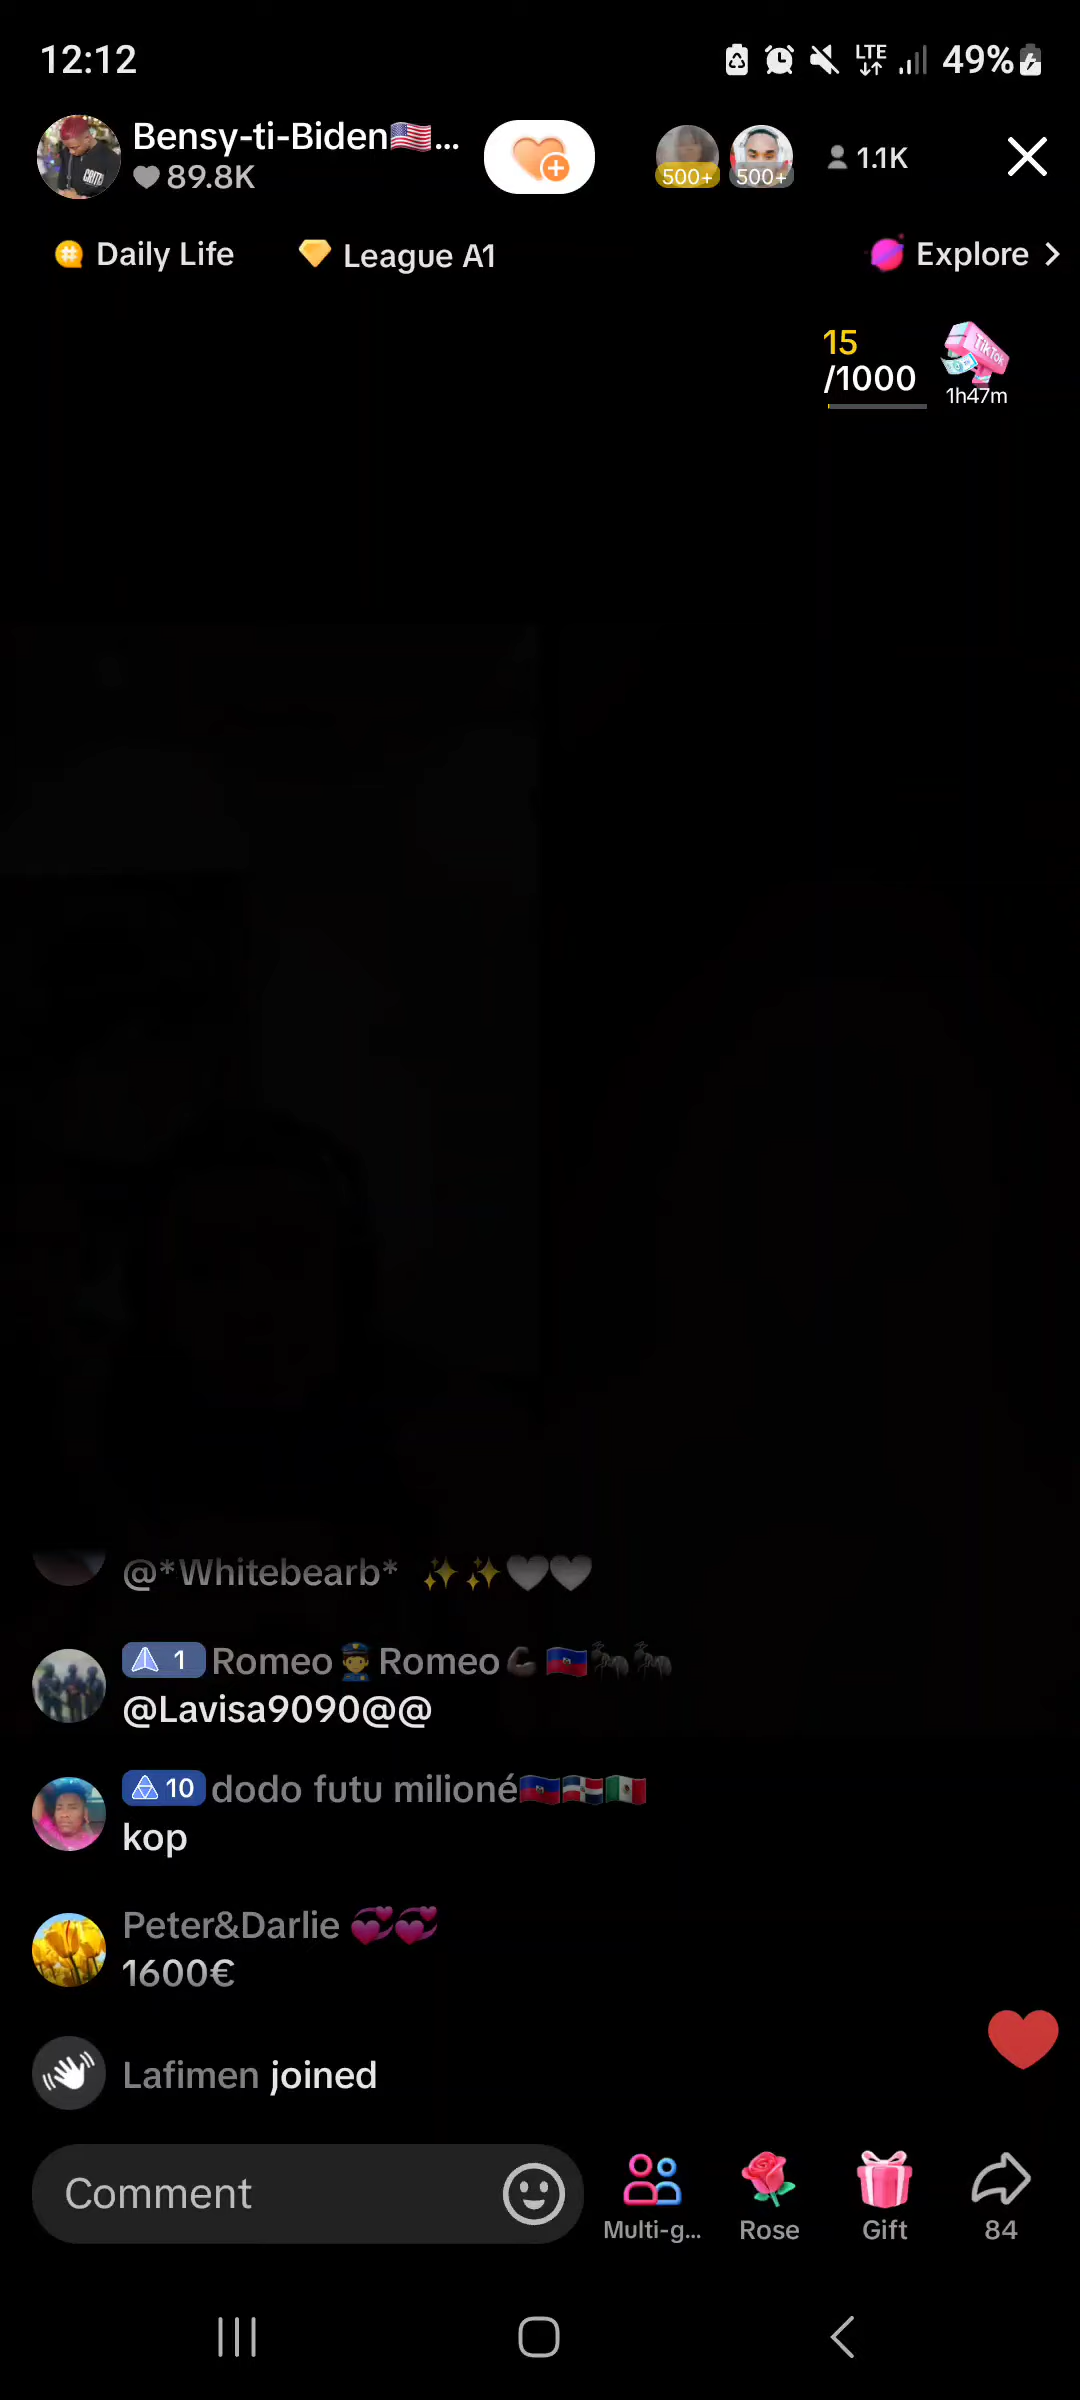 12:12
LTE
49%
Bensy-ti-Biden🇺🇸...
89.8K
500+
500+
1.1K
Daily Life
League A1
Explore
15
/1000
TikTok
1h47m
@*Whitebearb* ✨✨🤍🤍
1 Romeo👮Romeo💪🏿🇭🇹🐜🐜
@Lavisa9090@@
10 dodo futu milioné🇭🇹🇩🇴🇲🇽
kop
Peter&Darlie 💞💞
1600€
Lafimen joined
Comment
Multi-g...
Rose
Gift
84